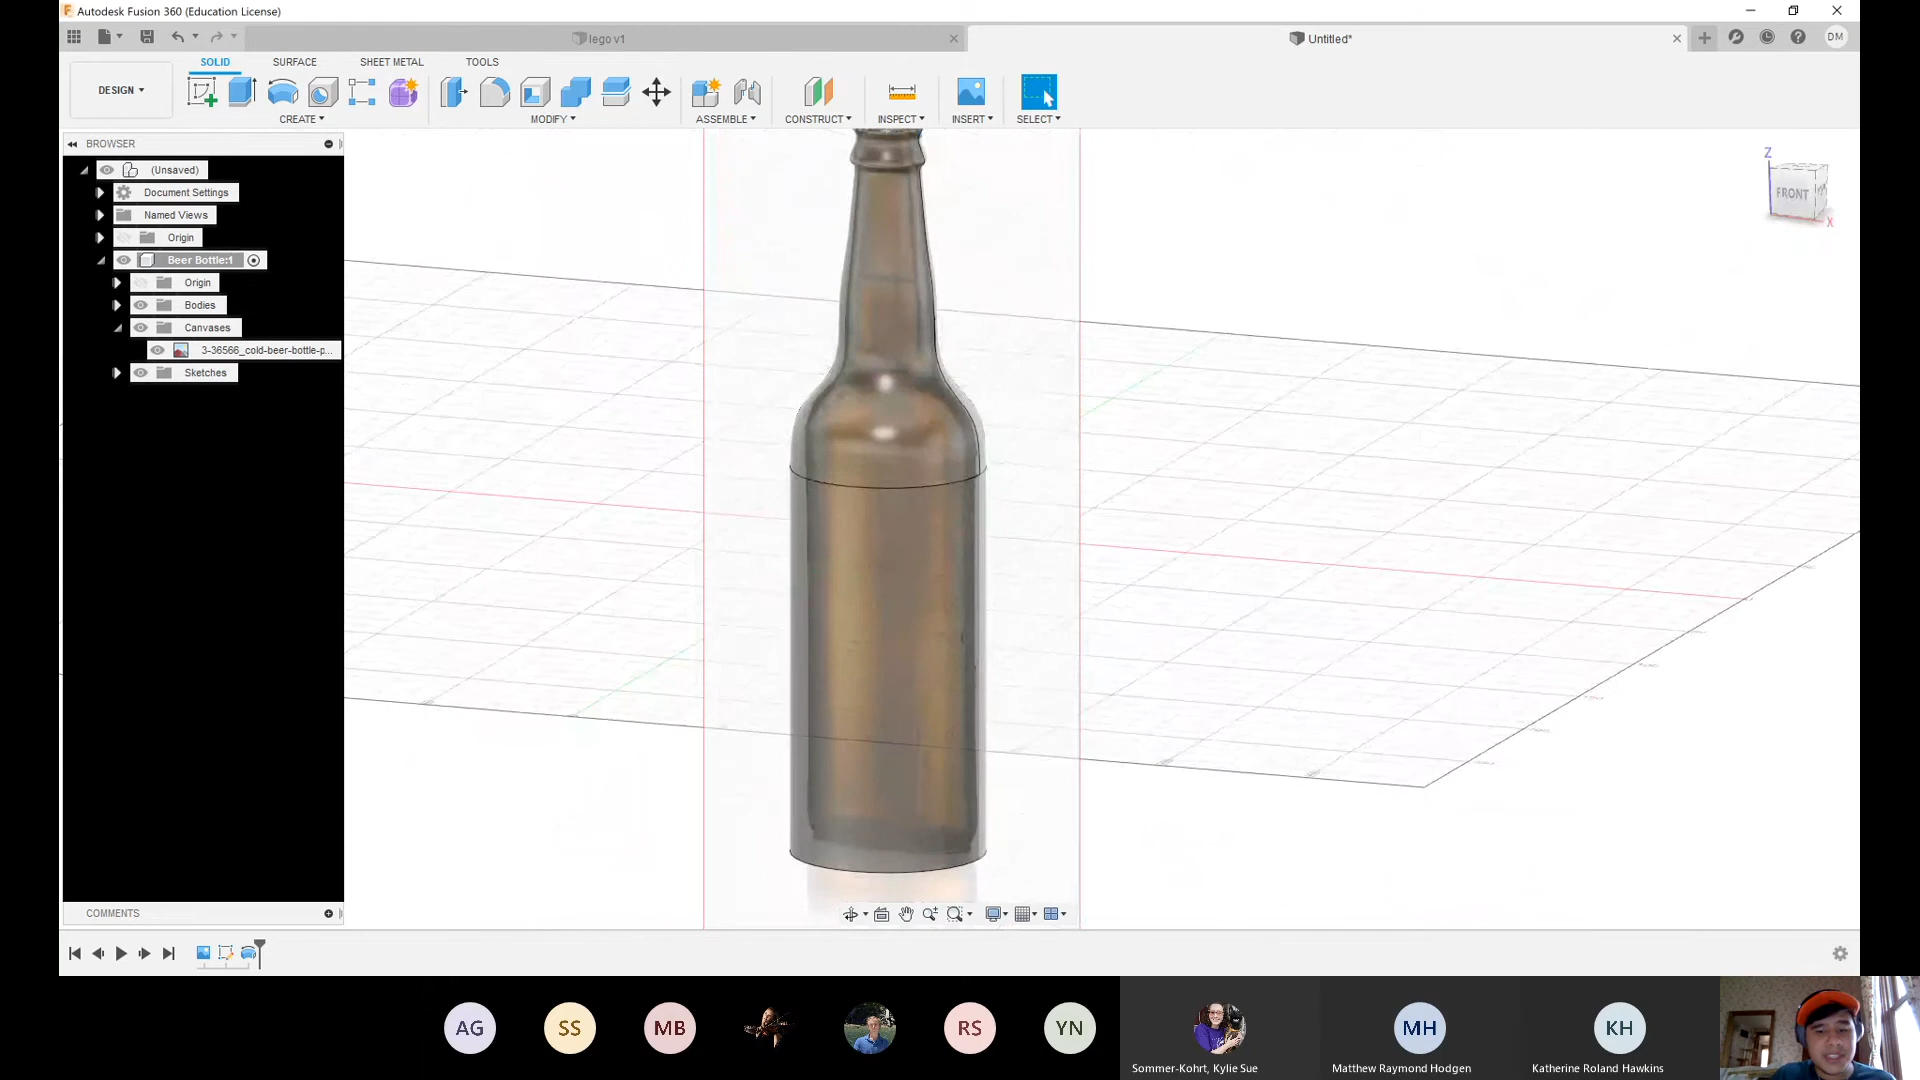 Autodesk Fusion 360 (Education License)
lego v1
Untitled*
DM
DESIGN
SOLID
SURFACE
SHEET METAL
TOOLS
CREATE
MODIFY
ASSEMBLE
CONSTRUCT
INSPECT
INSERT
SELECT
BROWSER
(Unsaved)
Document Settings
Named Views
Origin
Beer Bottle:1
Origin
Bodies
Canvases
3-36566_cold-beer-bottle-p...
Sketches
Z
FRONT
X
COMMENTS
AG
SS
MB
RS
YN
MH
KH
Sommer-Kohrt, Kylie Sue
Matthew Raymond Hodgen
Katherine Roland Hawkins